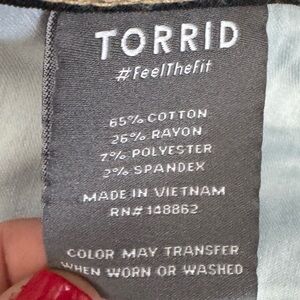 TORRID
#FeelTheFit
65% COTTON
26% RAYON
7% POLYESTER
2% SPANDEX
MADE IN VIETNAM
RN# 148862
COLOR MAY TRANSFER
WHEN WORN OR WASHED